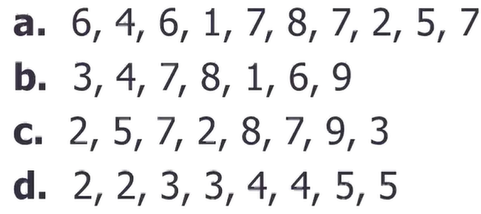 a. 6, 4, 6, 1, 7, 8, 7, 2, 5, 7
b. 3, 4, 7, 8, 1, 6, 9
c. 2, 5, 7, 2, 8, 7, 9, 3
d. 2, 2, 3, 3, 4, 4, 5, 5